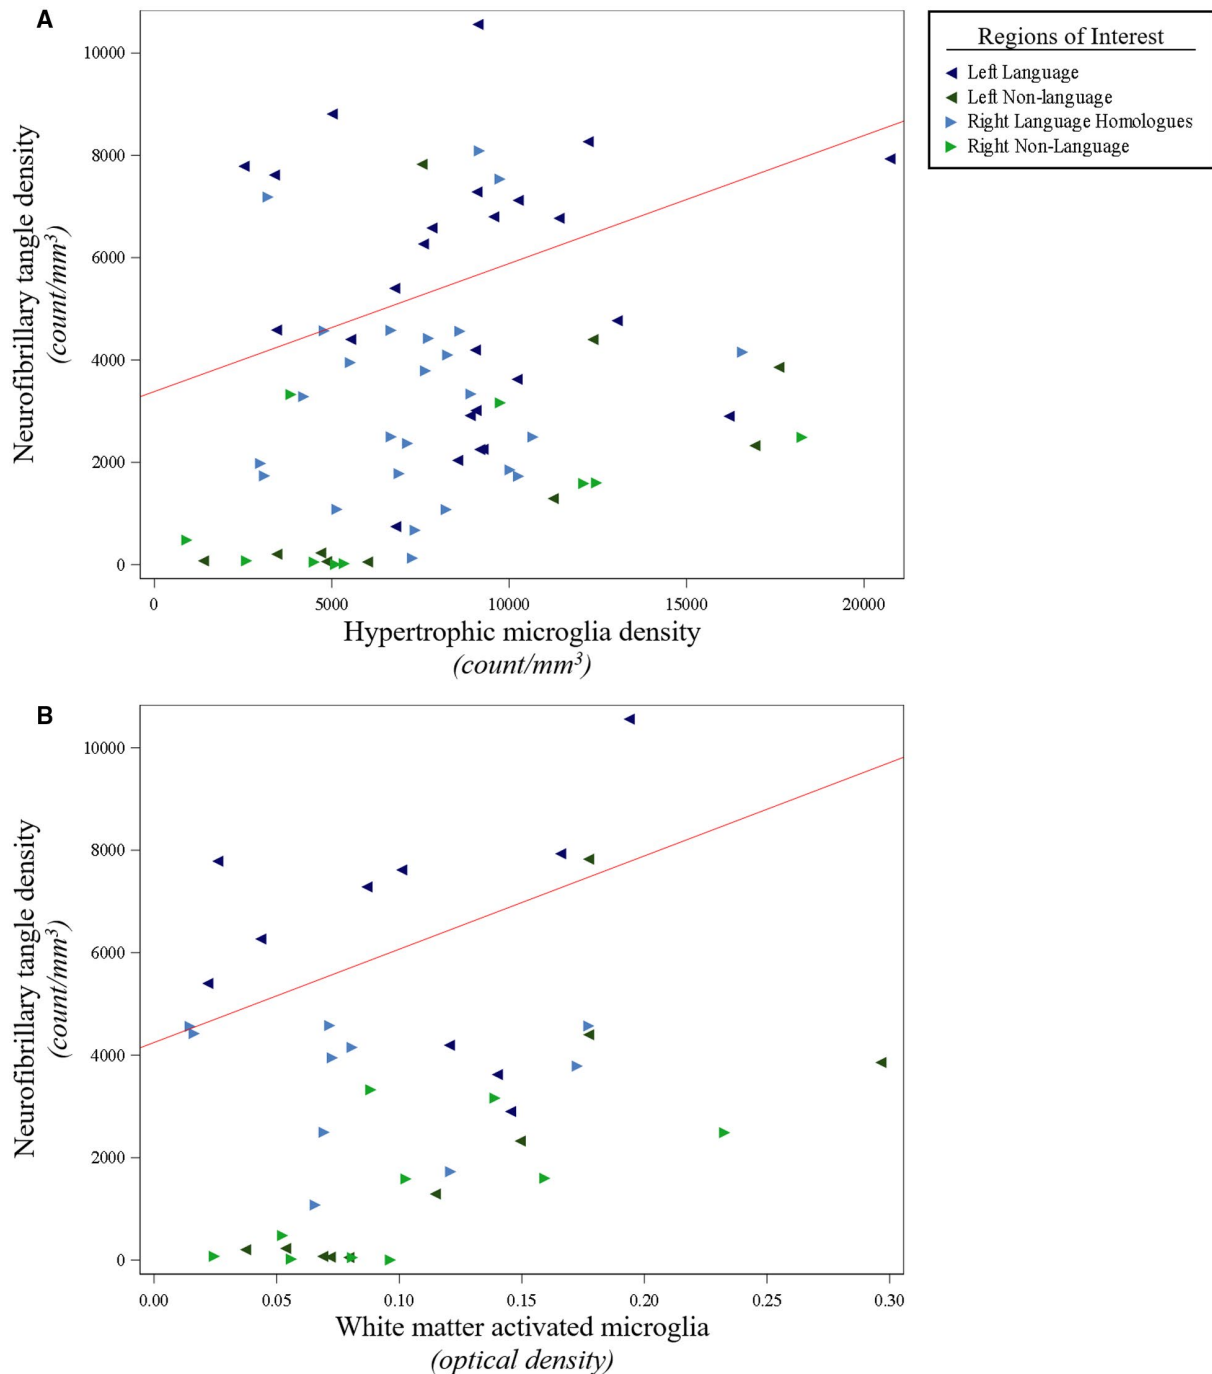 A
Neurofibrillary tangle density
(count/mm³)
10000
8000
6000
4000
2000
0
0 5000 10000 15000 20000
Hypertrophic microglia density
(count/mm³)
Regions of Interest
Left Language
Left Non-language
Right Language Homologues
Right Non-Language
B
Neurofibrillary tangle density
(count/mm³)
10000
8000
6000
4000
2000
0
0.00 0.05 0.10 0.15 0.20 0.25 0.30
White matter activated microglia
(optical density)